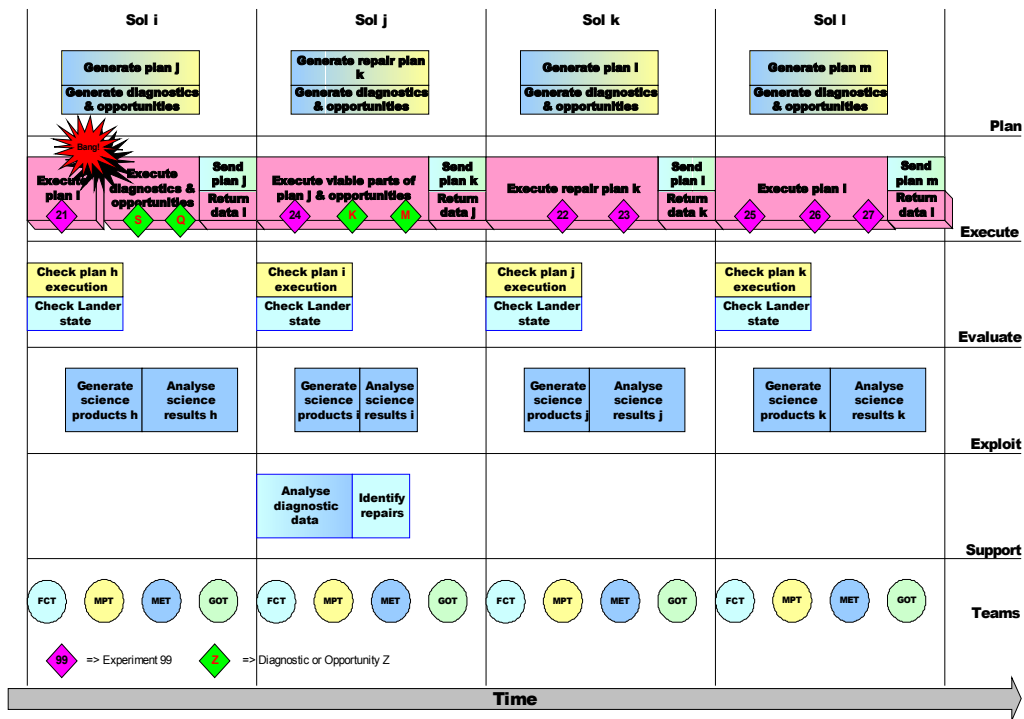 Sol i
Sol j
Sol k
Sol l
Generate plan j
Generate diagnostics
& opportunities
Generate repair plan
k
Generate diagnostics
& opportunities
Generate plan l
Generate diagnostics
& opportunities
Generate plan m
Generate diagnostics
& opportunities
Plan
Bang!
Execute
plan i
21
Execute
diagnostics &
opportunities
S
Q
Send
plan j
Return
data i
Execute viable parts of
plan j & opportunities
24
K
M
Send
plan k
Return
data j
Execute repair plan k
22
23
Send
plan l
Return
data k
Execute plan l
25
26
27
Send
plan m
Return
data l
Execute
Check plan h
execution
Check Lander
state
Check plan i
execution
Check Lander
state
Check plan j
execution
Check Lander
state
Check plan k
execution
Check Lander
state
Evaluate
Generate
science
products h
Analyse
science
results h
Generate
science
products i
Analyse
science
results i
Generate
science
products j
Analyse
science
results j
Generate
science
products k
Analyse
science
results k
Exploit
Analyse
diagnostic
data
Identify
repairs
Support
FCT
MPT
MET
GOT
FCT
MPT
MET
GOT
FCT
MPT
MET
GOT
FCT
MPT
MET
GOT
Teams
99
=> Experiment 99
Z
=> Diagnostic or Opportunity Z
Time